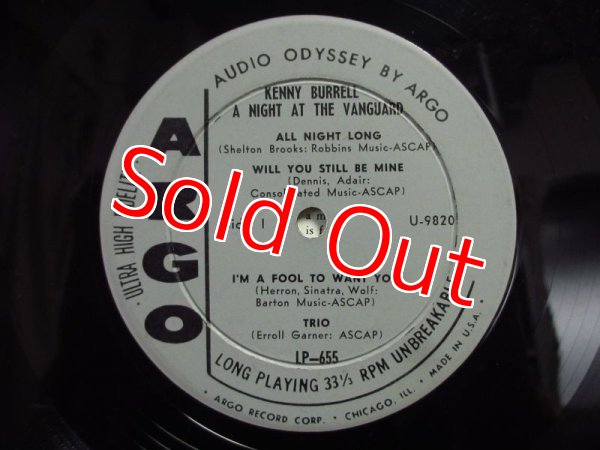 AUDIO ODYSSEY BY ARGO
KENNY BURRELL
A NIGHT AT THE VANGUARD
ALL NIGHT LONG
(Shelton Brooks: Robbins Music-ASCAP)
WILL YOU STILL BE MINE
(Dennis, Adair:
Consolidated Music-ASCAP)
Sold Out
1
U-9820
a m
is f
I'M A FOOL TO WANT YO
(Herron, Sinatra, Wolf:
Barton Music-ASCAP)
TRIO
(Erroll Garner: ASCAP)
LP-655
ARGO
ULTRA HIGH
LONG PLAYING 33⅓ RPM UNBREAKABLE
ARGO RECORD CORP. • CHICAGO, ILL. • MADE IN U.S.A. •